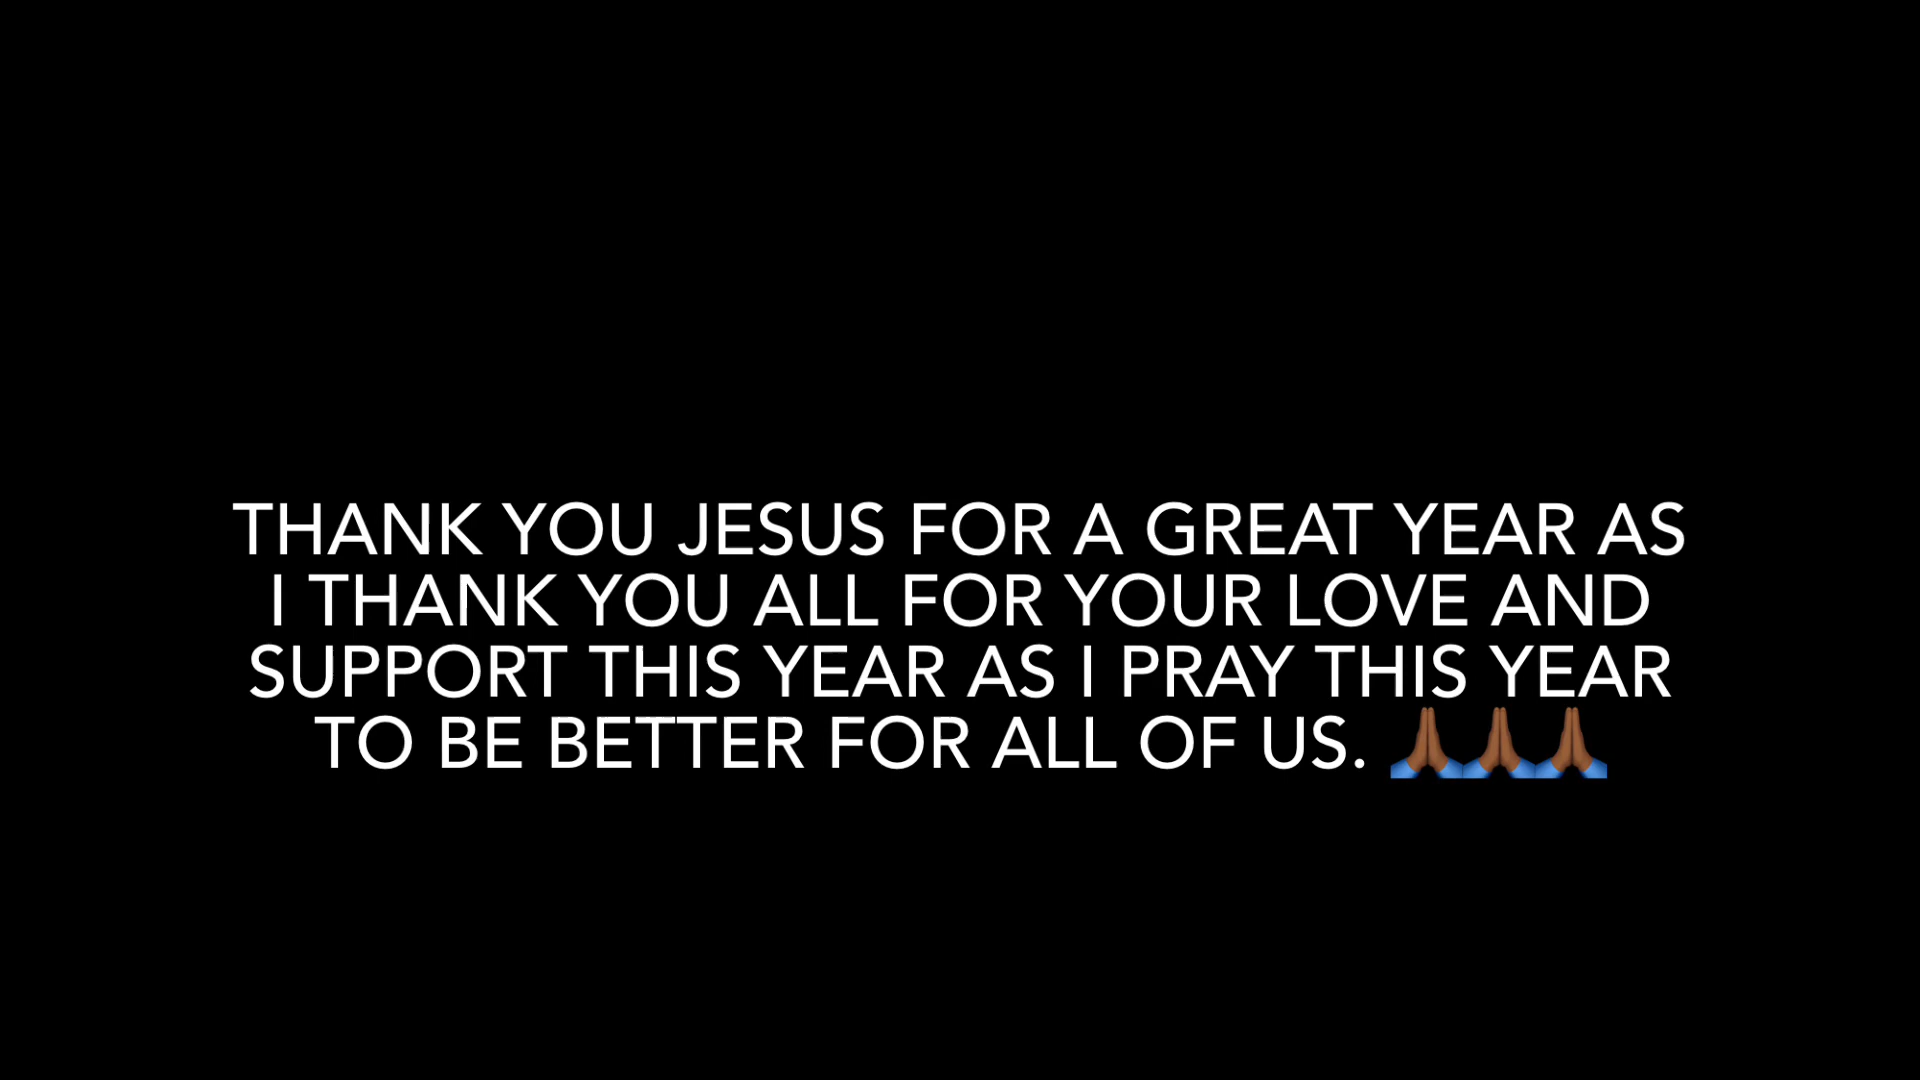 THANK YOU JESUS FOR A GREAT YEAR AS
I THANK YOU ALL FOR YOUR LOVE AND
SUPPORT THIS YEAR AS I PRAY THIS YEAR
TO BE BETTER FOR ALL OF US. 🙏🏾🙏🏾🙏🏾